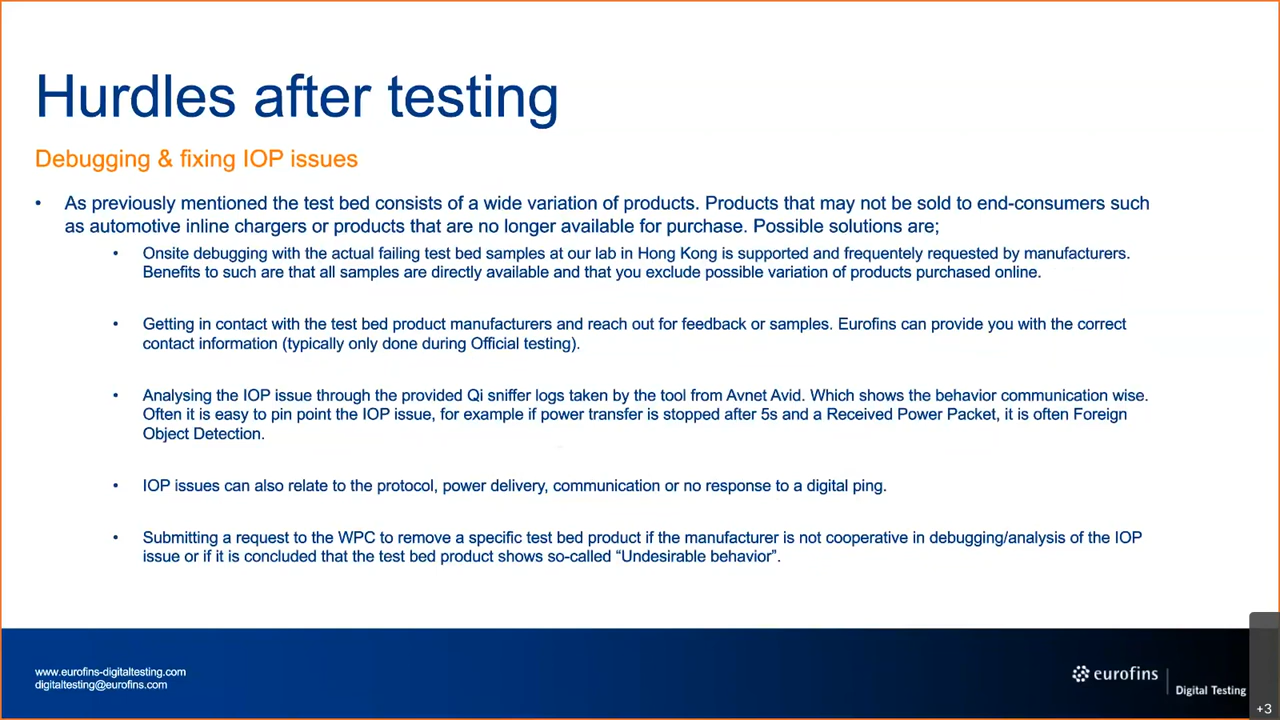 Hurdles after testing
Debugging & fixing IOP issues
• As previously mentioned the test bed consists of a wide variation of products. Products that may not be sold to end-consumers such
as automotive inline chargers or products that are no longer available for purchase. Possible solutions are;
• Onsite debugging with the actual failing test bed samples at our lab in Hong Kong is supported and frequently requested by manufacturers.
Benefits to such are that all samples are directly available and that you exclude possible variation of products purchased online.
• Getting in contact with the test bed product manufacturers and reach out for feedback or samples. Eurofins can provide you with the correct
contact information (typically only done during Official testing).
• Analysing the IOP issue through the provided Qi sniffer logs taken by the tool from Avnet Avid. Which shows the behavior communication wise.
Often it is easy to pin point the IOP issue, for example if power transfer is stopped after 5s and a Received Power Packet, it is often Foreign
Object Detection.
• IOP issues can also relate to the protocol, power delivery, communication or no response to a digital ping.
• Submitting a request to the WPC to remove a specific test bed product if the manufacturer is not cooperative in debugging/analysis of the IOP
issue or if it is concluded that the test bed product shows so-called “Undesirable behavior”.
www.eurofins-digitaltesting.com
digitaltesting@eurofins.com
eurofins
Digital Testing
+3